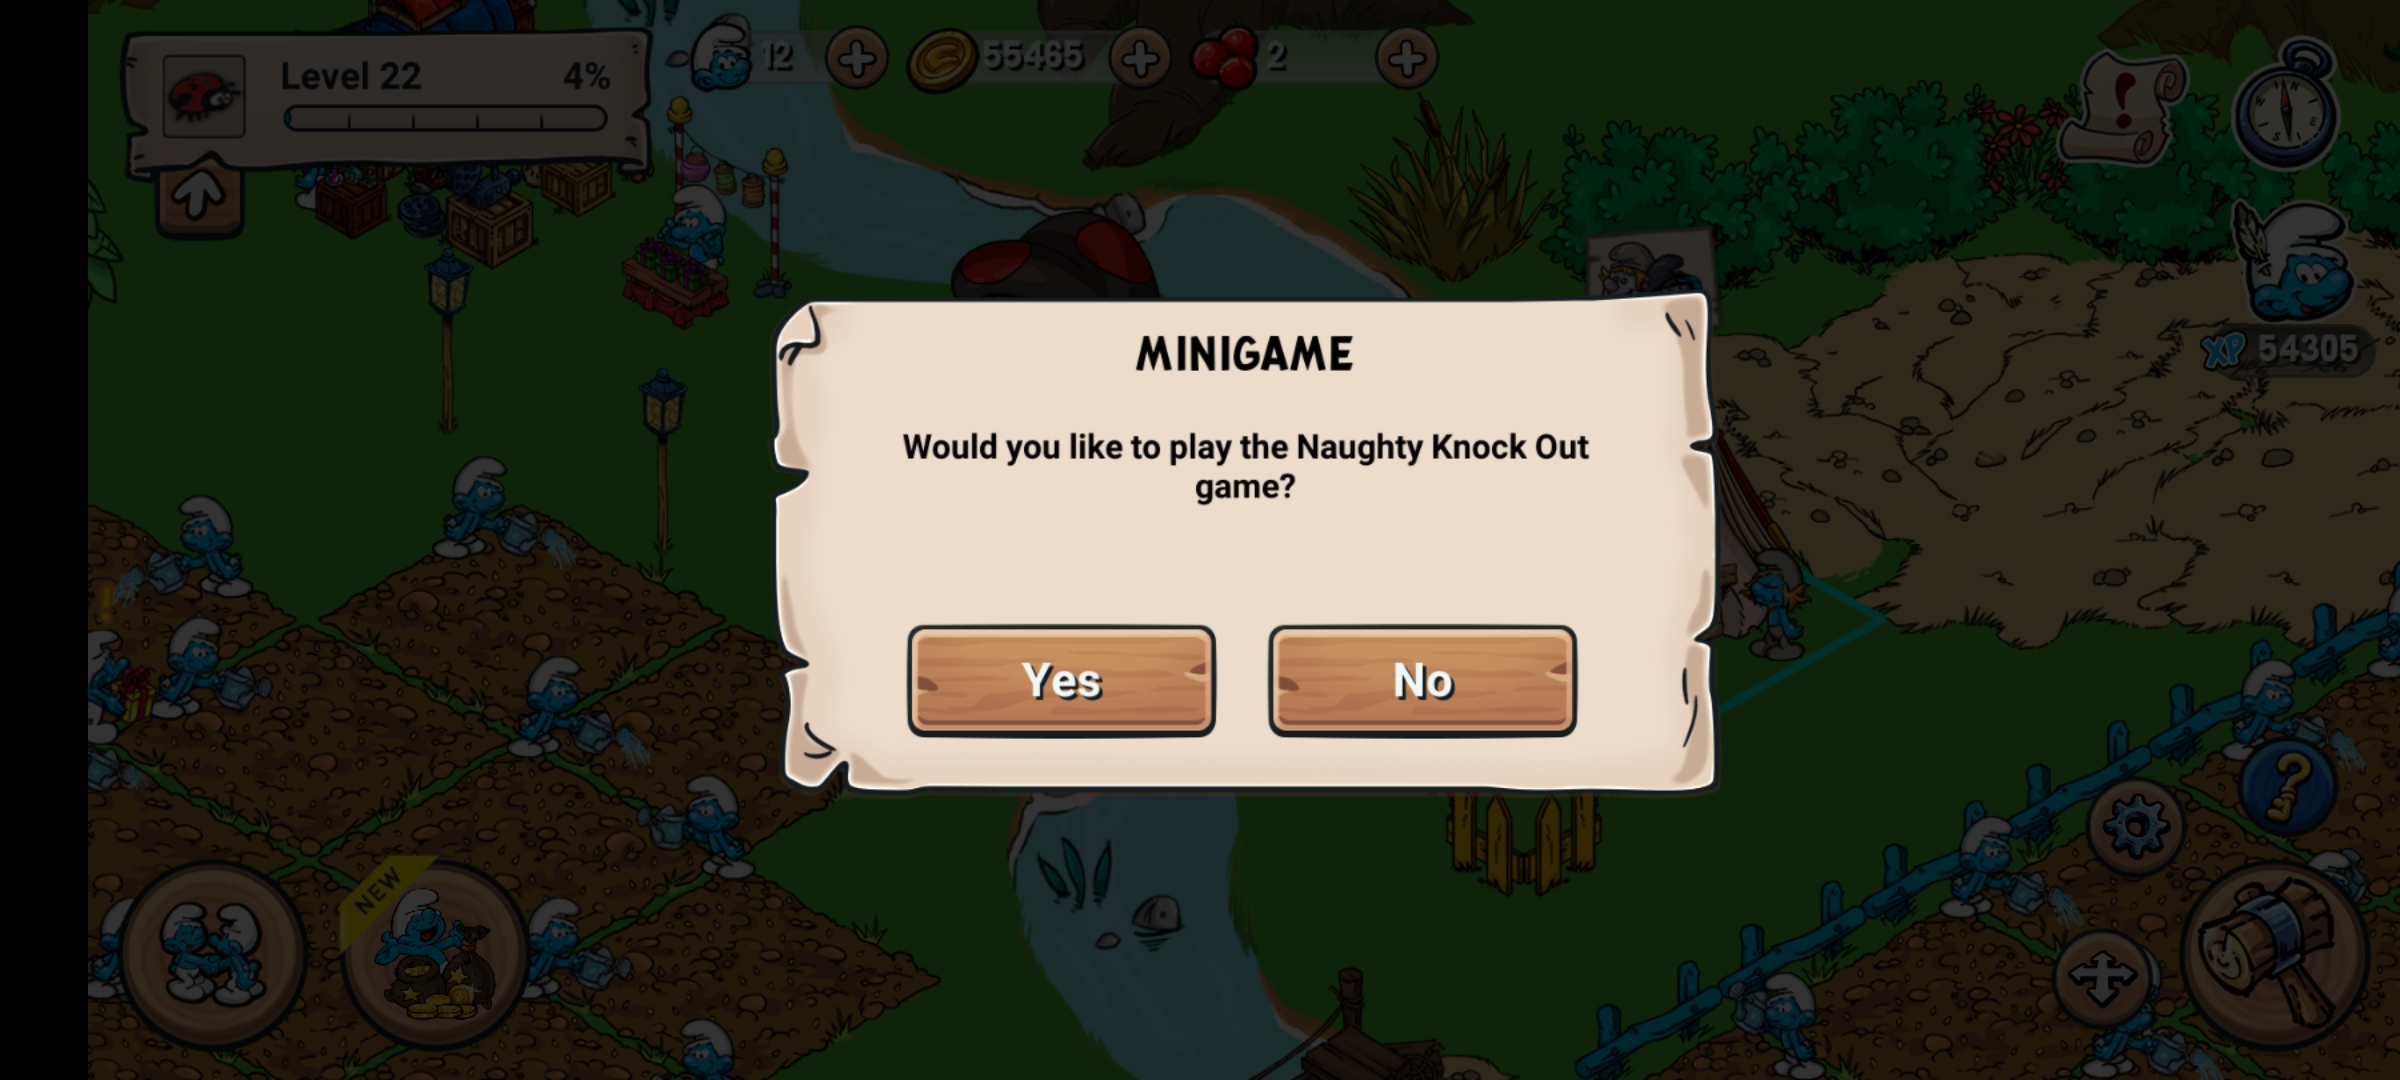 Level 22
4%
12
55465
2
XP 54305
MINIGAME
Would you like to play the Naughty Knock Out
game?
Yes
No
NEW